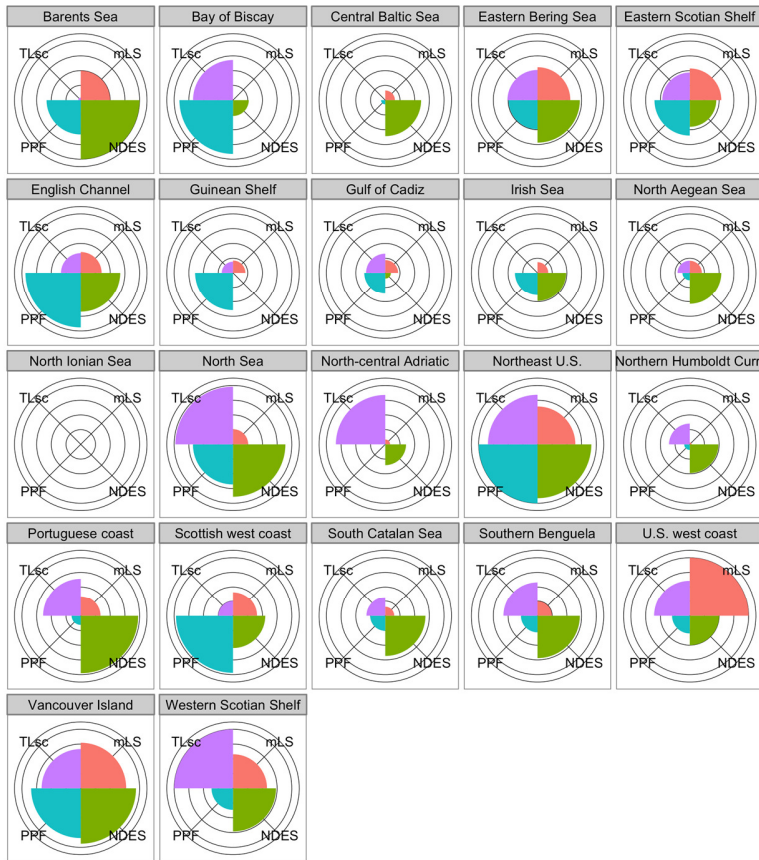 Barents Sea
TLsc mLS
PPF NDES
Bay of Biscay
TLsc mLS
PPF NDES
Central Baltic Sea
TLsc mLS
PPF NDES
Eastern Bering Sea
TLsc mLS
PPF NDES
Eastern Scotian Shelf
TLsc mLS
PPF NDES
English Channel
TLsc mLS
PPF NDES
Guinean Shelf
TLsc mLS
PPF NDES
Gulf of Cadiz
TLsc mLS
PPF NDES
Irish Sea
TLsc mLS
PPF NDES
North Aegean Sea
TLsc mLS
PPF NDES
North Ionian Sea
TLsc mLS
PPF NDES
North Sea
TLsc mLS
PPF NDES
North-central Adriatic
TLsc mLS
PPF NDES
Northeast U.S.
TLsc mLS
PPF NDES
Northern Humboldt Curr
TLsc mLS
PPF NDES
Portuguese coast
TLsc mLS
PPF NDES
Scottish west coast
TLsc mLS
PPF NDES
South Catalan Sea
TLsc mLS
PPF NDES
Southern Benguela
TLsc mLS
PPF NDES
U.S. west coast
TLsc mLS
PPF NDES
Vancouver Island
TLsc mLS
PPF NDES
Western Scotian Shelf
TLsc mLS
PPF NDES